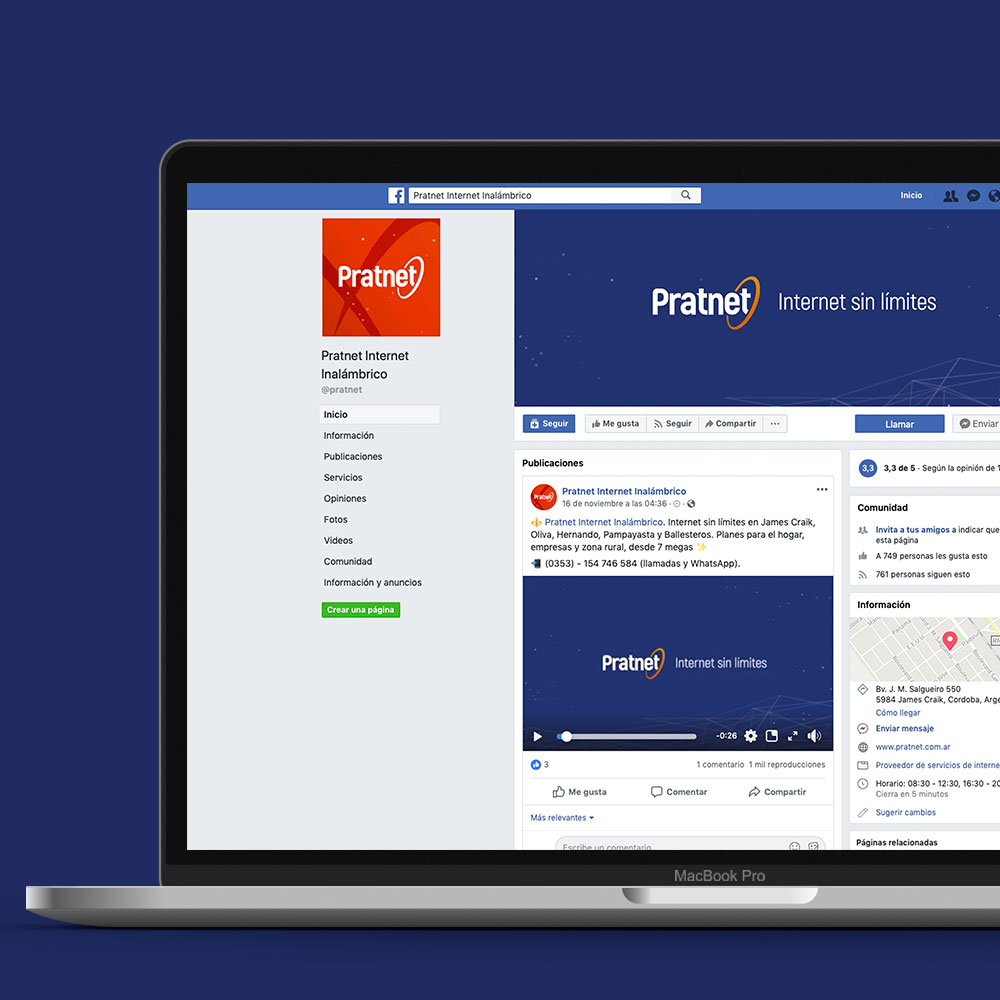 Pratnet Internet Inalámbrico
Inicio
Pratnet
Pratnet Internet
Inalámbrico
@pratnet
Inicio
Información
Publicaciones
Servicios
Opiniones
Fotos
Videos
Comunidad
Información y anuncios
Crear una página
Pratnet Internet sin límites
Seguir
Me gusta
Seguir
Compartir
Llamar
Enviar
Publicaciones
Pratnet Internet Inalámbrico
16 de noviembre a las 04:36
Pratnet Internet Inalámbrico. Internet sin límites en James Craik,
Oliva, Hernando, Pampayasta y Ballesteros. Planes para el hogar,
empresas y zona rural, desde 7 megas
(0353) - 154 746 584 (llamadas y WhatsApp).
Pratnet Internet sin límites
-0:26
3
1 comentario 1 mil reproducciones
Me gusta
Comentar
Compartir
Más relevantes
Escribe un comentario
3,3
3,3 de 5 · Según la opinión de 1
Comunidad
Invita a tus amigos a indicar que
esta página
A 749 personas les gusta esto
761 personas siguen esto
Información
Bv. J. M. Salgueiro 550
5984 James Craik, Cordoba, Arge
Cómo llegar
Enviar mensaje
www.pratnet.com.ar
Proveedor de servicios de interne
Horario: 08:30 - 12:30, 16:30 - 20
Cierra en 5 minutos
Sugerir cambios
Páginas relacionadas
MacBook Pro